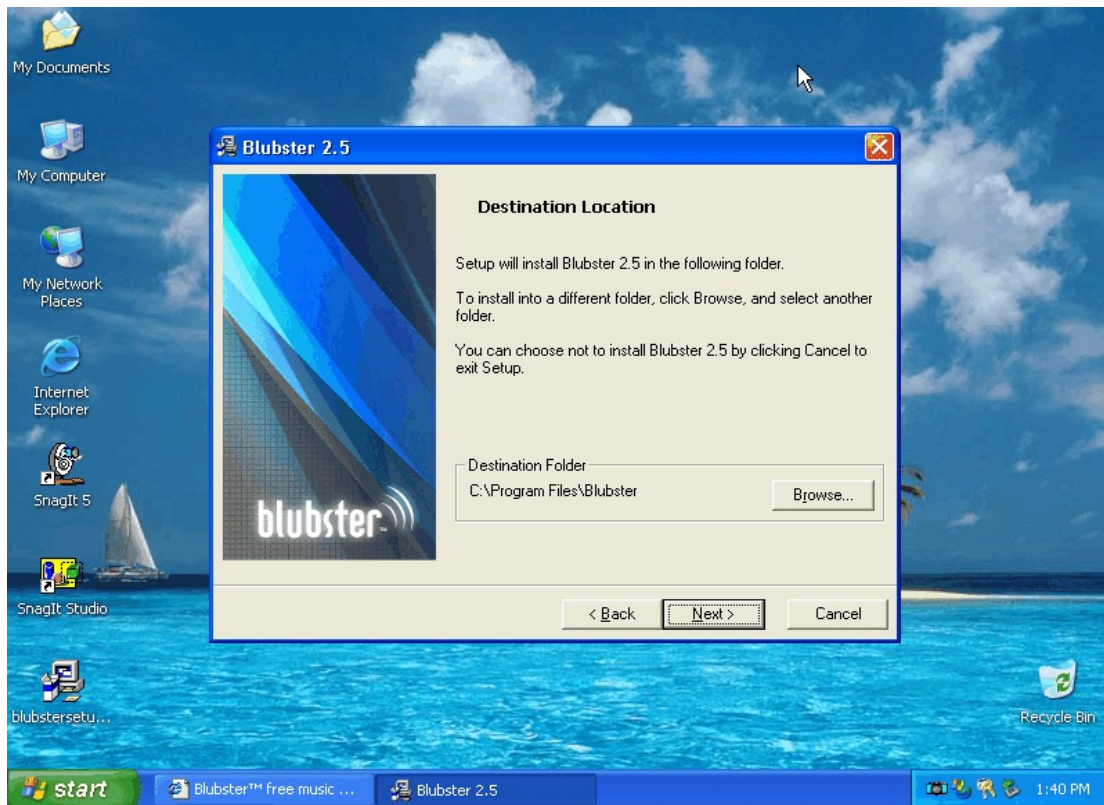 My Documents
My Computer
My Network
Places
Internet
Explorer
SnagIt 5
SnagIt Studio
blubstersetu...
Blubster 2.5
Destination Location
Setup will install Blubster 2.5 in the following folder.
To install into a different folder, click Browse, and select another
folder.
You can choose not to install Blubster 2.5 by clicking Cancel to
exit Setup.
Destination Folder
C:\Program Files\Blubster
Browse...
blubster™
< Back
Next >
Cancel
Recycle Bin
start
Blubster™ free music ...
Blubster 2.5
1:40 PM